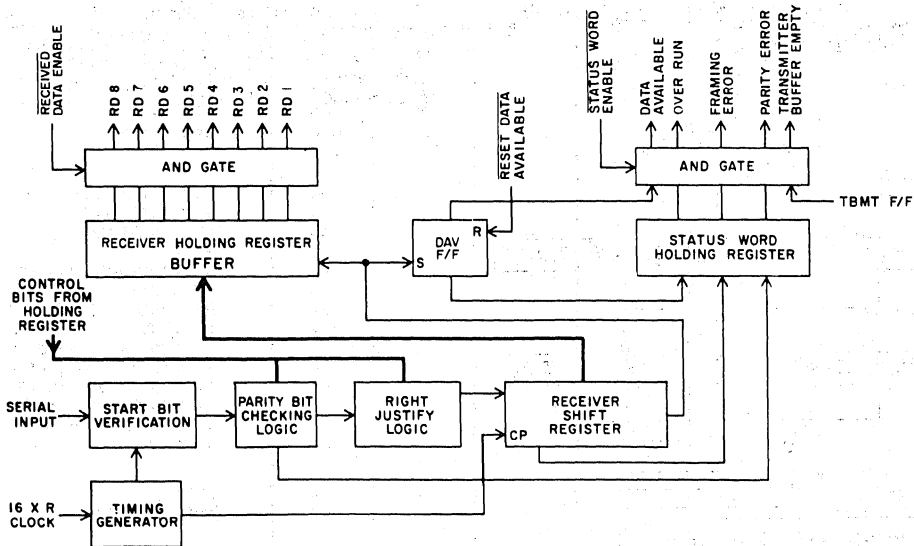 RECEIVED
DATA ENABLE
RD 8
RD 7
RD 6
RD 5
RD 4
RD 3
RD 2
RD 1
AND GATE
RECEIVER HOLDING REGISTER
BUFFER
RESET DATA
AVAILABLE
R
DAV
F/F
S
STATUS WORD
ENABLE
DATA
AVAILABLE
OVER RUN
FRAMING
ERROR
PARITY ERROR
TRANSMITTER
BUFFER EMPTY
AND GATE
TBMT F/F
STATUS WORD
HOLDING REGISTER
CONTROL
BITS FROM
HOLDING
REGISTER
SERIAL
INPUT
START BIT
VERIFICATION
PARITY BIT
CHECKING
LOGIC
RIGHT
JUSTIFY
LOGIC
RECEIVER
SHIFT
REGISTER
CP
16 X R
CLOCK
TIMING
GENERATOR